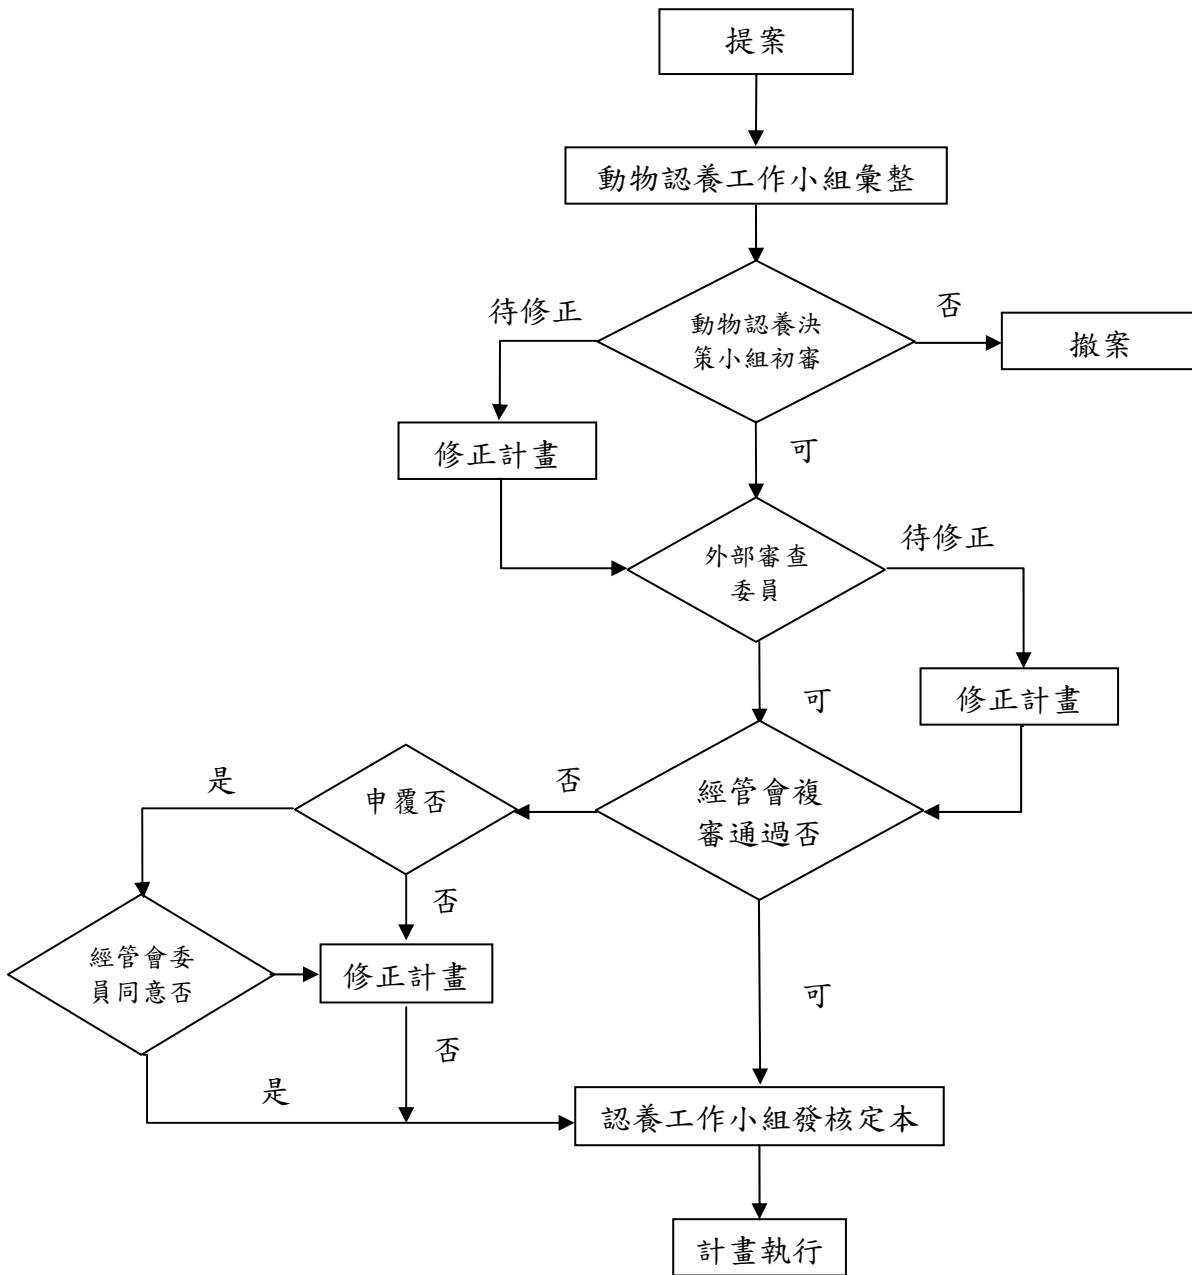 提案
動物認養工作小組彙整
待修正
動物認養決
策小組初審
否
撤案
修正計畫
可
外部審查
委員
待修正
可
修正計畫
是
申覆否
否
經管會複
審通過否
否
經管會委
員同意否
修正計畫
可
否
是
認養工作小組發核定本
計畫執行